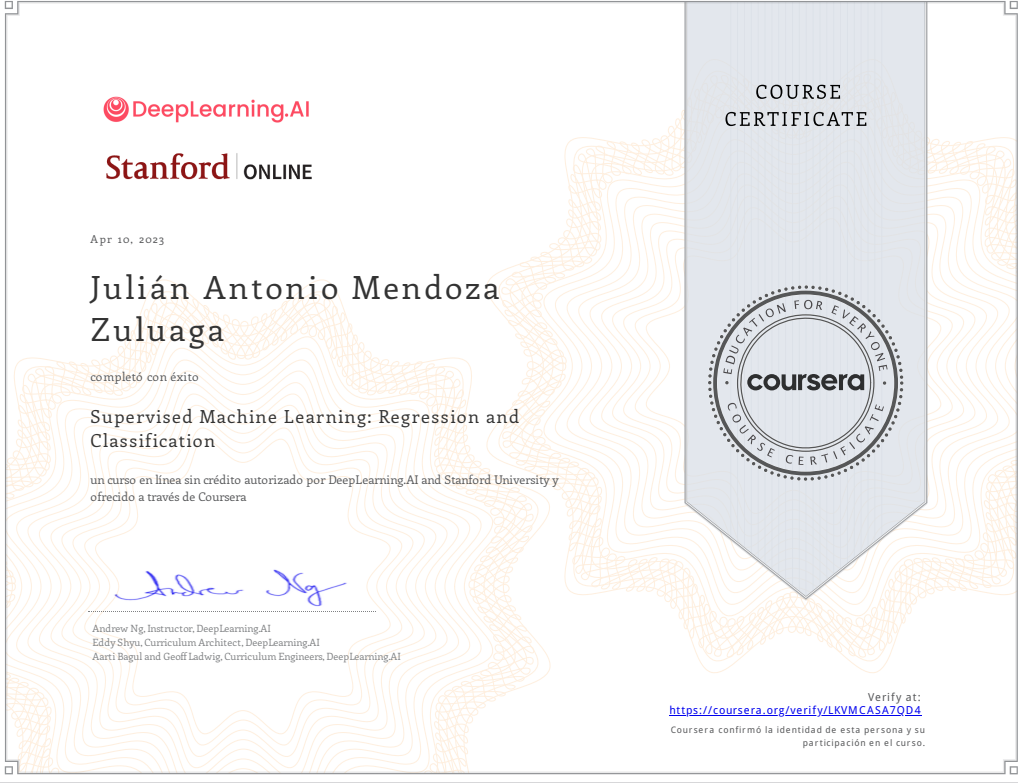 DeepLearning.AI
Stanford | ONLINE
Apr 10, 2023
Julián Antonio Mendoza
Zuluaga
completó con éxito
Supervised Machine Learning: Regression and
Classification
un curso en línea sin crédito autorizado por DeepLearning.AI and Stanford University y
ofrecido a través de Coursera
Andrew Ng
Andrew Ng, Instructor, DeepLearning.AI
Eddy Shyu, Curriculum Architect, DeepLearning.AI
Aarti Bagul and Geoff Ladwig, Curriculum Engineers, DeepLearning.AI
COURSE
CERTIFICATE
EDUCATION FOR EVERYONE
coursera
COURSE CERTIFICATE
Verify at:
https://coursera.org/verify/LKVMCASA7QD4
Coursera confirmó la identidad de esta persona y su
participación en el curso.